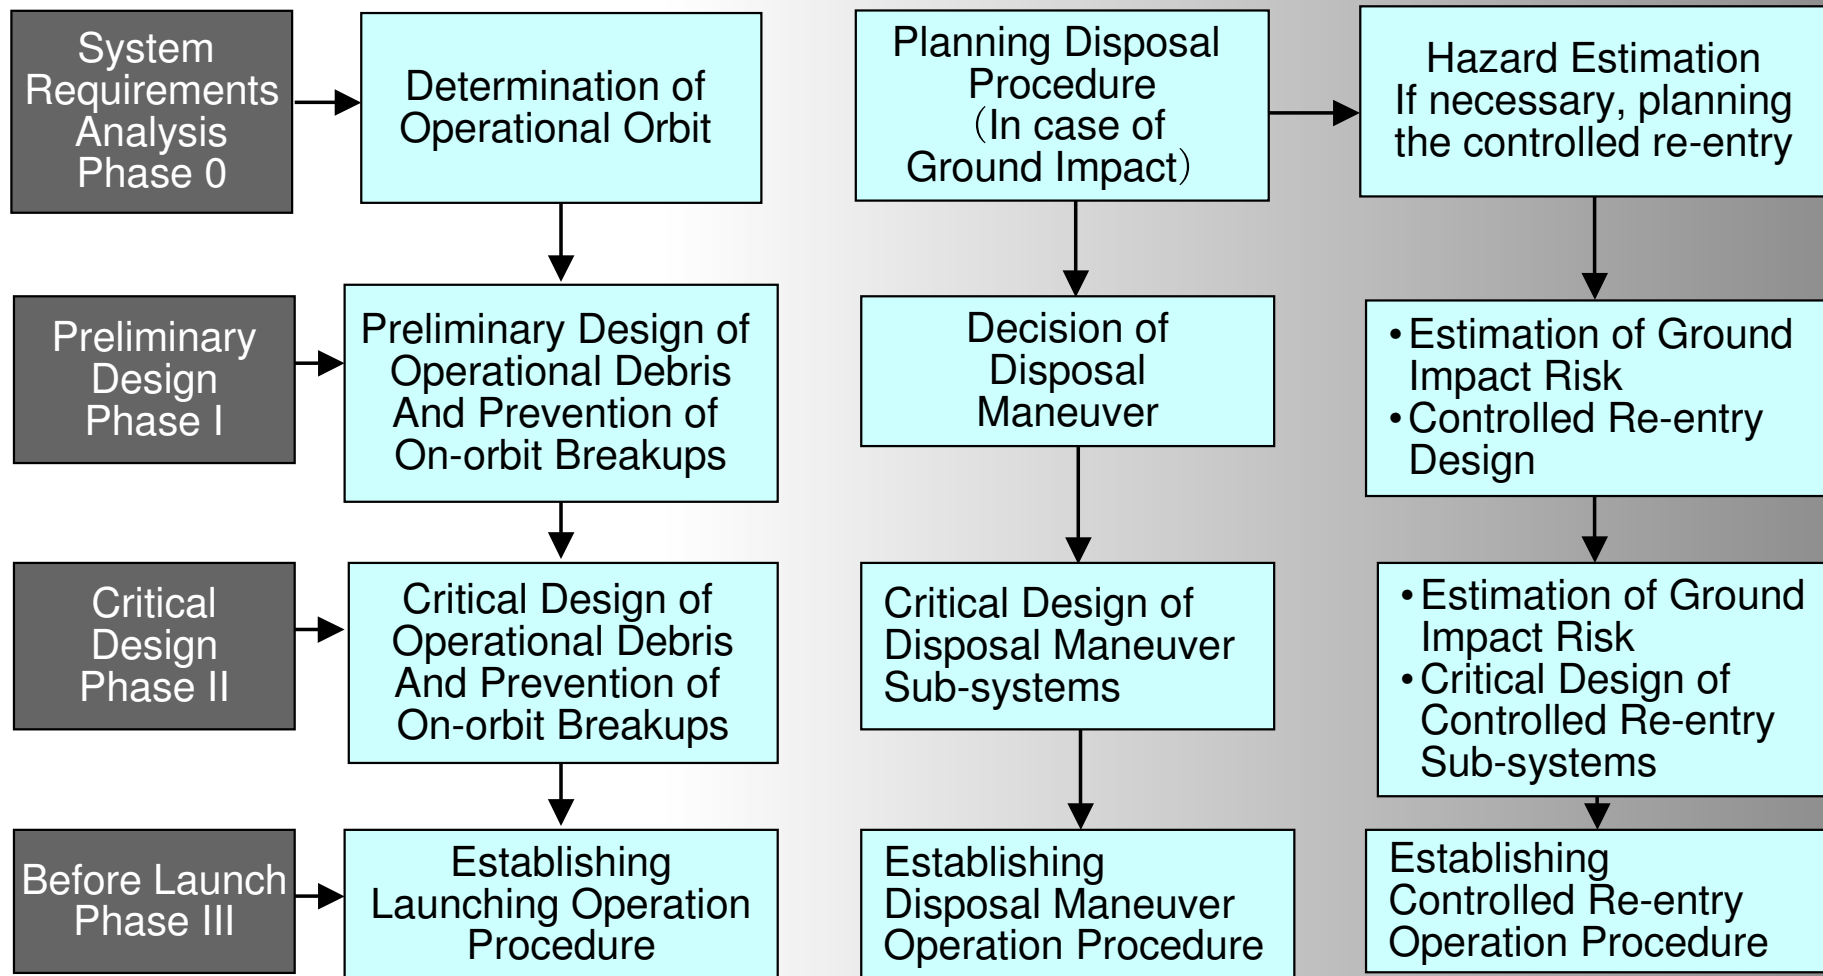 System
Requirements
Analysis
Phase 0
Determination of
Operational Orbit
Planning Disposal
Procedure
（In case of
Ground Impact）
Hazard Estimation
If necessary, planning
the controlled re-entry
Preliminary
Design
Phase I
Preliminary Design of
Operational Debris
And Prevention of
On-orbit Breakups
Decision of
Disposal
Maneuver
•Estimation of Ground
Impact Risk
•Controlled Re-entry
Design
Critical
Design
Phase II
Critical Design of
Operational Debris
And Prevention of
On-orbit Breakups
Critical Design of
Disposal Maneuver
Sub-systems
•Estimation of Ground
Impact Risk
•Critical Design of
Controlled Re-entry
Sub-systems
Before Launch
Phase III
Establishing
Launching Operation
Procedure
Establishing
Disposal Maneuver
Operation Procedure
Establishing
Controlled Re-entry
Operation Procedure